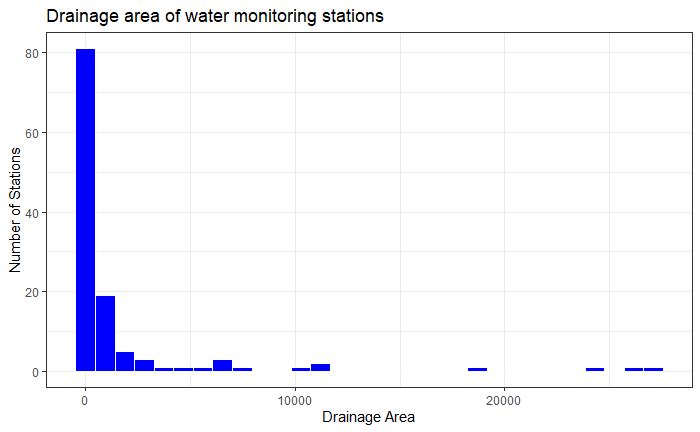 Drainage area of water monitoring stations
Number of Stations
80
60
40
20
0
0
10000
20000
Drainage Area